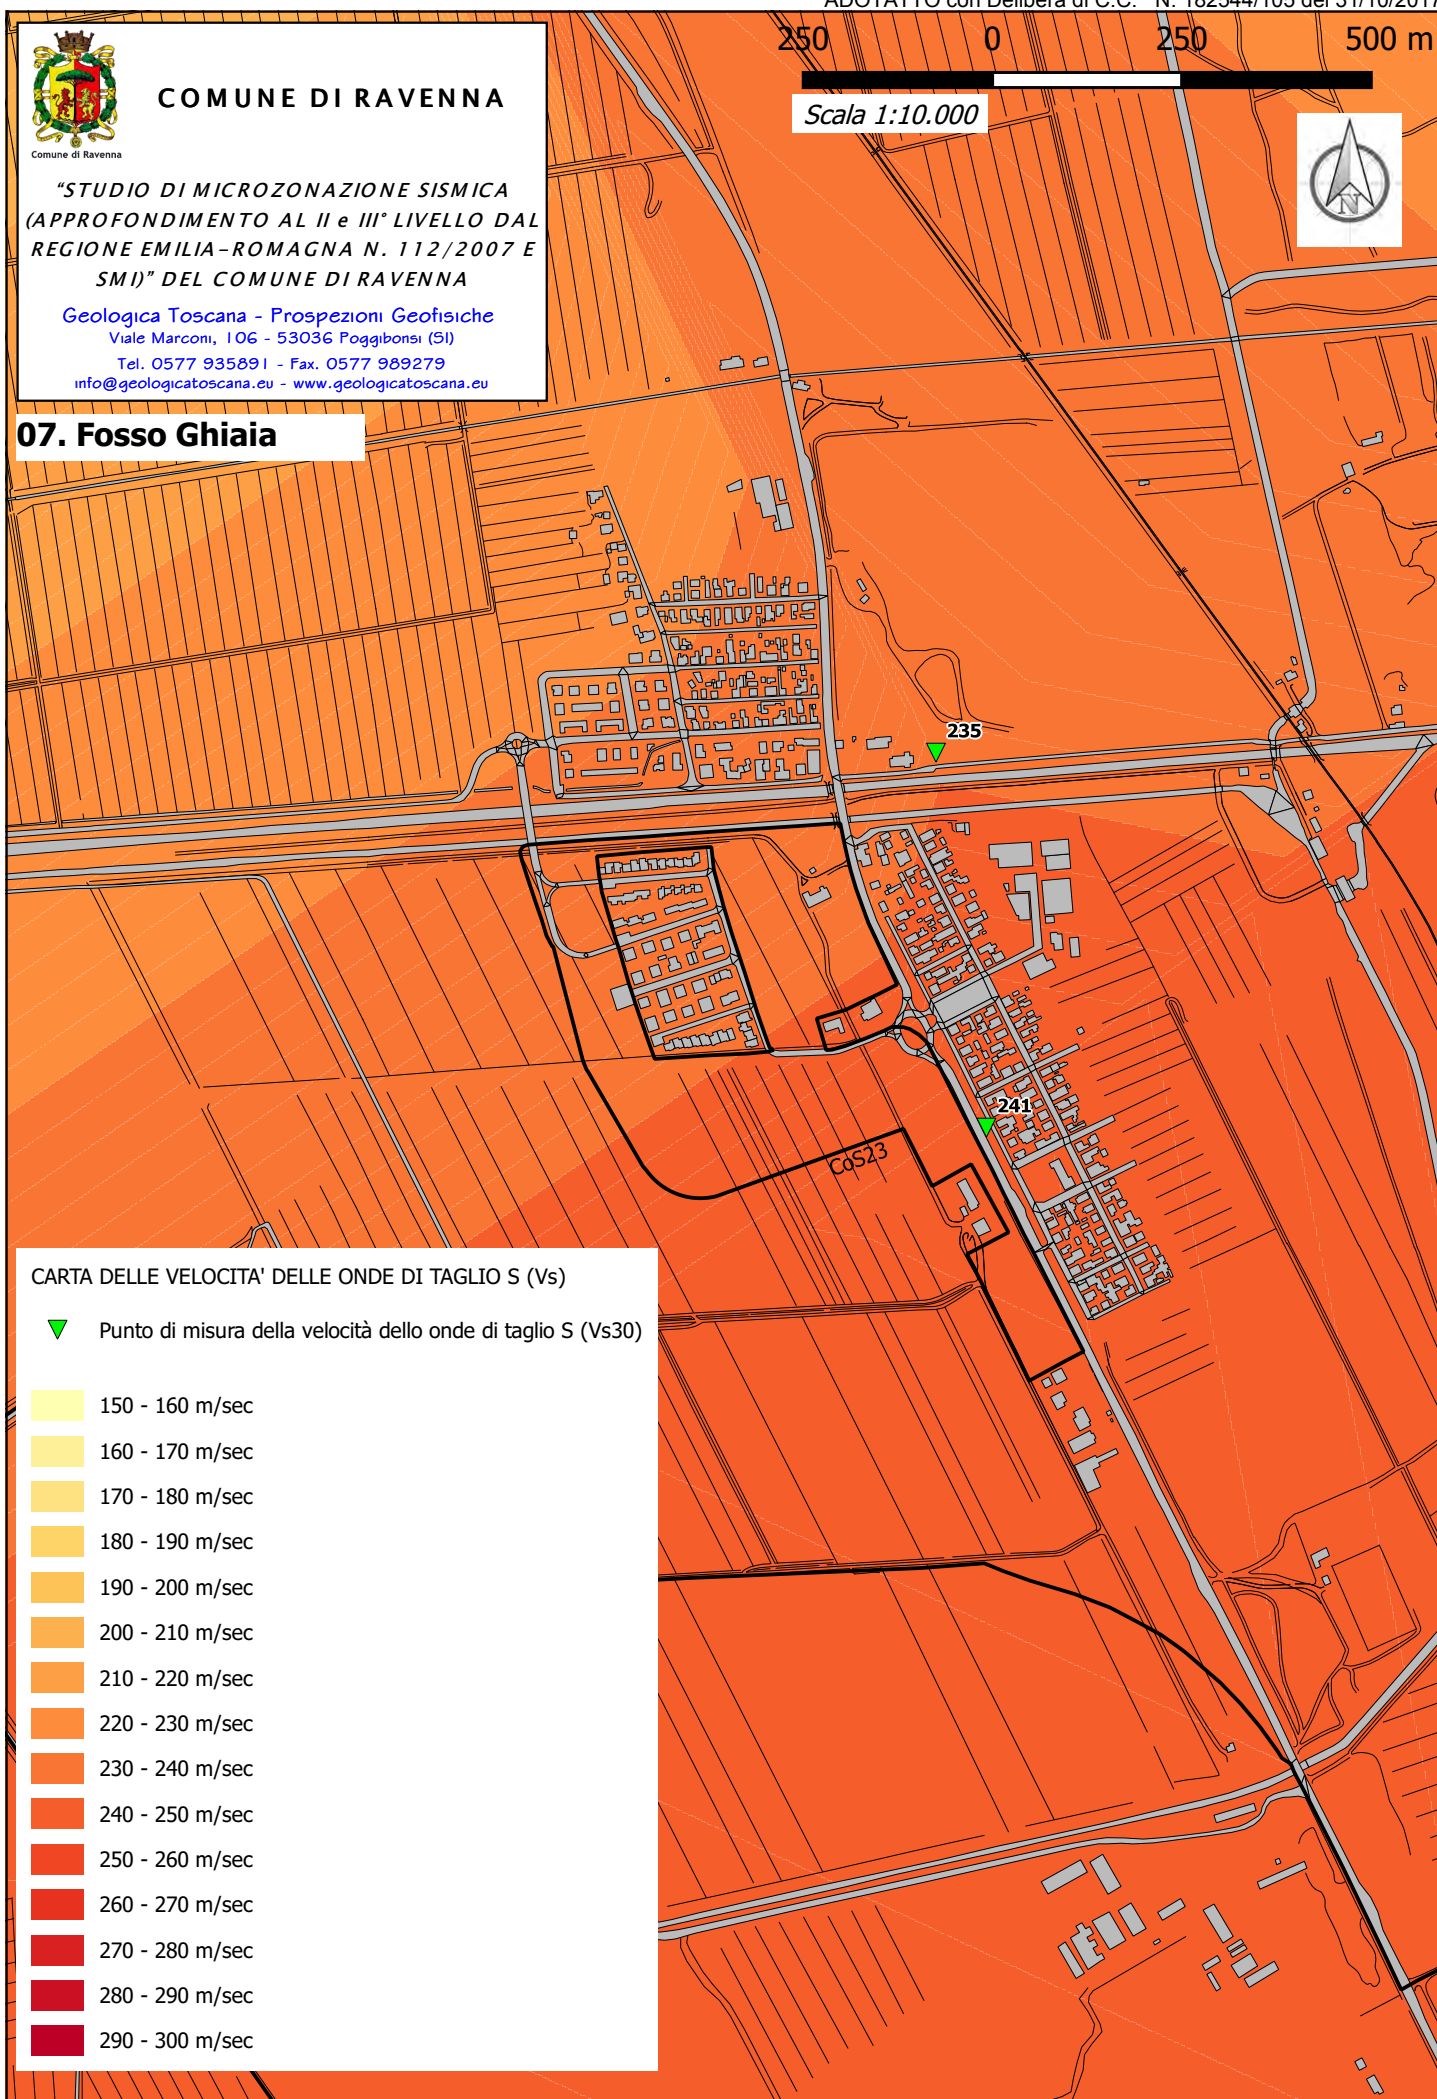 ADOTATTO con Delibera di C.C. N. 182544/105 del 31/10/2017
250 0 250 500 m
Scala 1:10.000
N
Comune di Ravenna
COMUNE DI RAVENNA
"STUDIO DI MICROZONAZIONE SISMICA
(APPROFONDIMENTO AL II e III° LIVELLO DAL
REGIONE EMILIA-ROMAGNA N. 112/2007 E
SMI)" DEL COMUNE DI RAVENNA
Geologica Toscana - Prospezioni Geofisiche
Viale Marconi, 106 - 53036 Poggibonsi (SI)
Tel. 0577 935891 - Fax. 0577 989279
info@geologicatoscana.eu - www.geologicatoscana.eu
07. Fosso Ghiaia
235
241
CoS23
CARTA DELLE VELOCITA' DELLE ONDE DI TAGLIO S (Vs)
Punto di misura della velocità dello onde di taglio S (Vs30)
150 - 160 m/sec
160 - 170 m/sec
170 - 180 m/sec
180 - 190 m/sec
190 - 200 m/sec
200 - 210 m/sec
210 - 220 m/sec
220 - 230 m/sec
230 - 240 m/sec
240 - 250 m/sec
250 - 260 m/sec
260 - 270 m/sec
270 - 280 m/sec
280 - 290 m/sec
290 - 300 m/sec